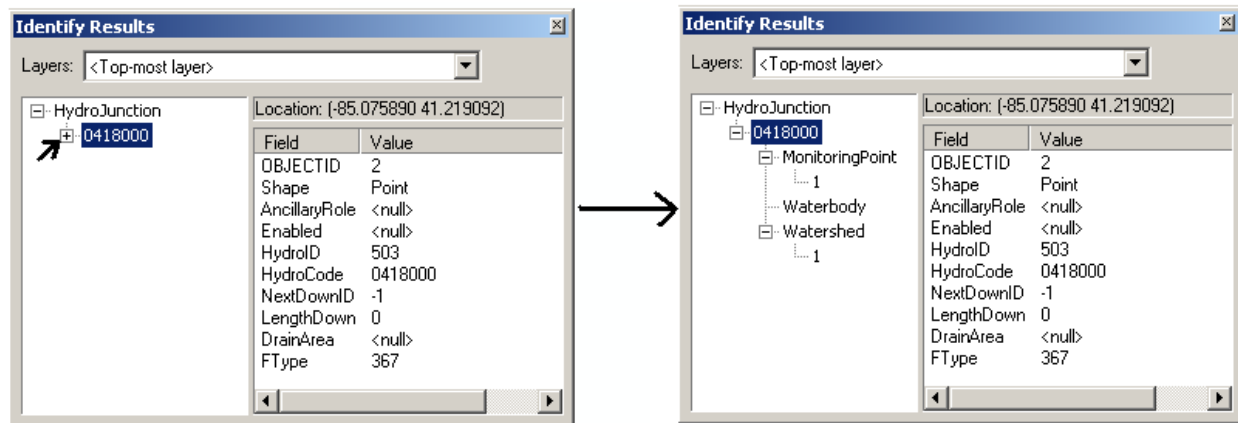 Identify Results
Layers: <Top-most layer>
HydroJunction
0418000
Location: (-85.075890 41.219092)
Field Value
OBJECTID 2
Shape Point
AncillaryRole <null>
Enabled <null>
HydroID 503
HydroCode 0418000
NextDownID -1
LengthDown 0
DrainArea <null>
FType 367
Identify Results
Layers: <Top-most layer>
HydroJunction
0418000
MonitoringPoint
1
Waterbody
Watershed
1
Location: (-85.075890 41.219092)
Field Value
OBJECTID 2
Shape Point
AncillaryRole <null>
Enabled <null>
HydroID 503
HydroCode 0418000
NextDownID -1
LengthDown 0
DrainArea <null>
FType 367